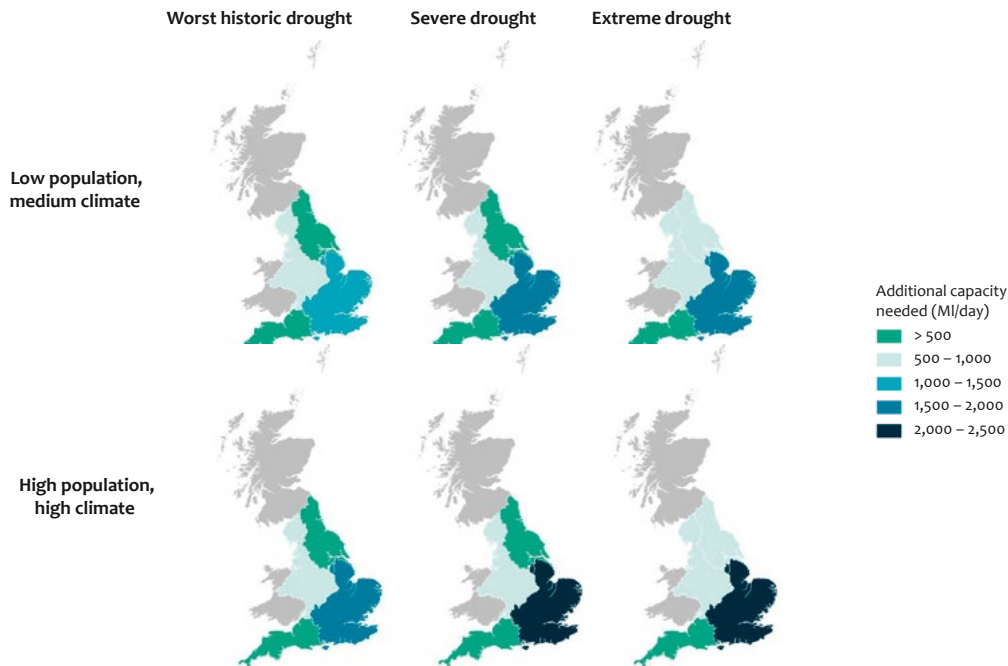 Worst historic drought
Severe drought
Extreme drought
Low population,
medium climate
Additional capacity
needed (Ml/day)
> 500
500 – 1,000
1,000 – 1,500
1,500 – 2,000
2,000 – 2,500
High population,
high climate